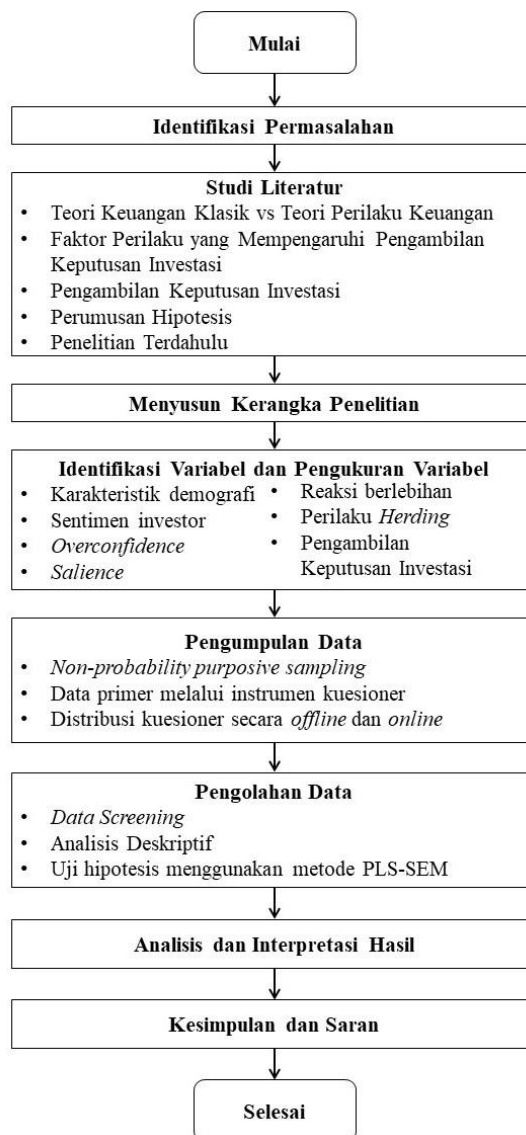 Mulai
Identifikasi Permasalahan
Studi Literatur
• Teori Keuangan Klasik vs Teori Perilaku Keuangan
• Faktor Perilaku yang Mempengaruhi Pengambilan
Keputusan Investasi
• Pengambilan Keputusan Investasi
• Perumusan Hipotesis
• Penelitian Terdahulu
Menyusun Kerangka Penelitian
Identifikasi Variabel dan Pengukuran Variabel
• Karakteristik demografi
• Sentimen investor
• Overconfidence
• Salience
• Reaksi berlebihan
• Perilaku Herding
• Pengambilan
Keputusan Investasi
Pengumpulan Data
• Non-probability purposive sampling
• Data primer melalui instrumen kuesioner
• Distribusi kuesioner secara offline dan online
Pengolahan Data
• Data Screening
• Analisis Deskriptif
• Uji hipotesis menggunakan metode PLS-SEM
Analisis dan Interpretasi Hasil
Kesimpulan dan Saran
Selesai